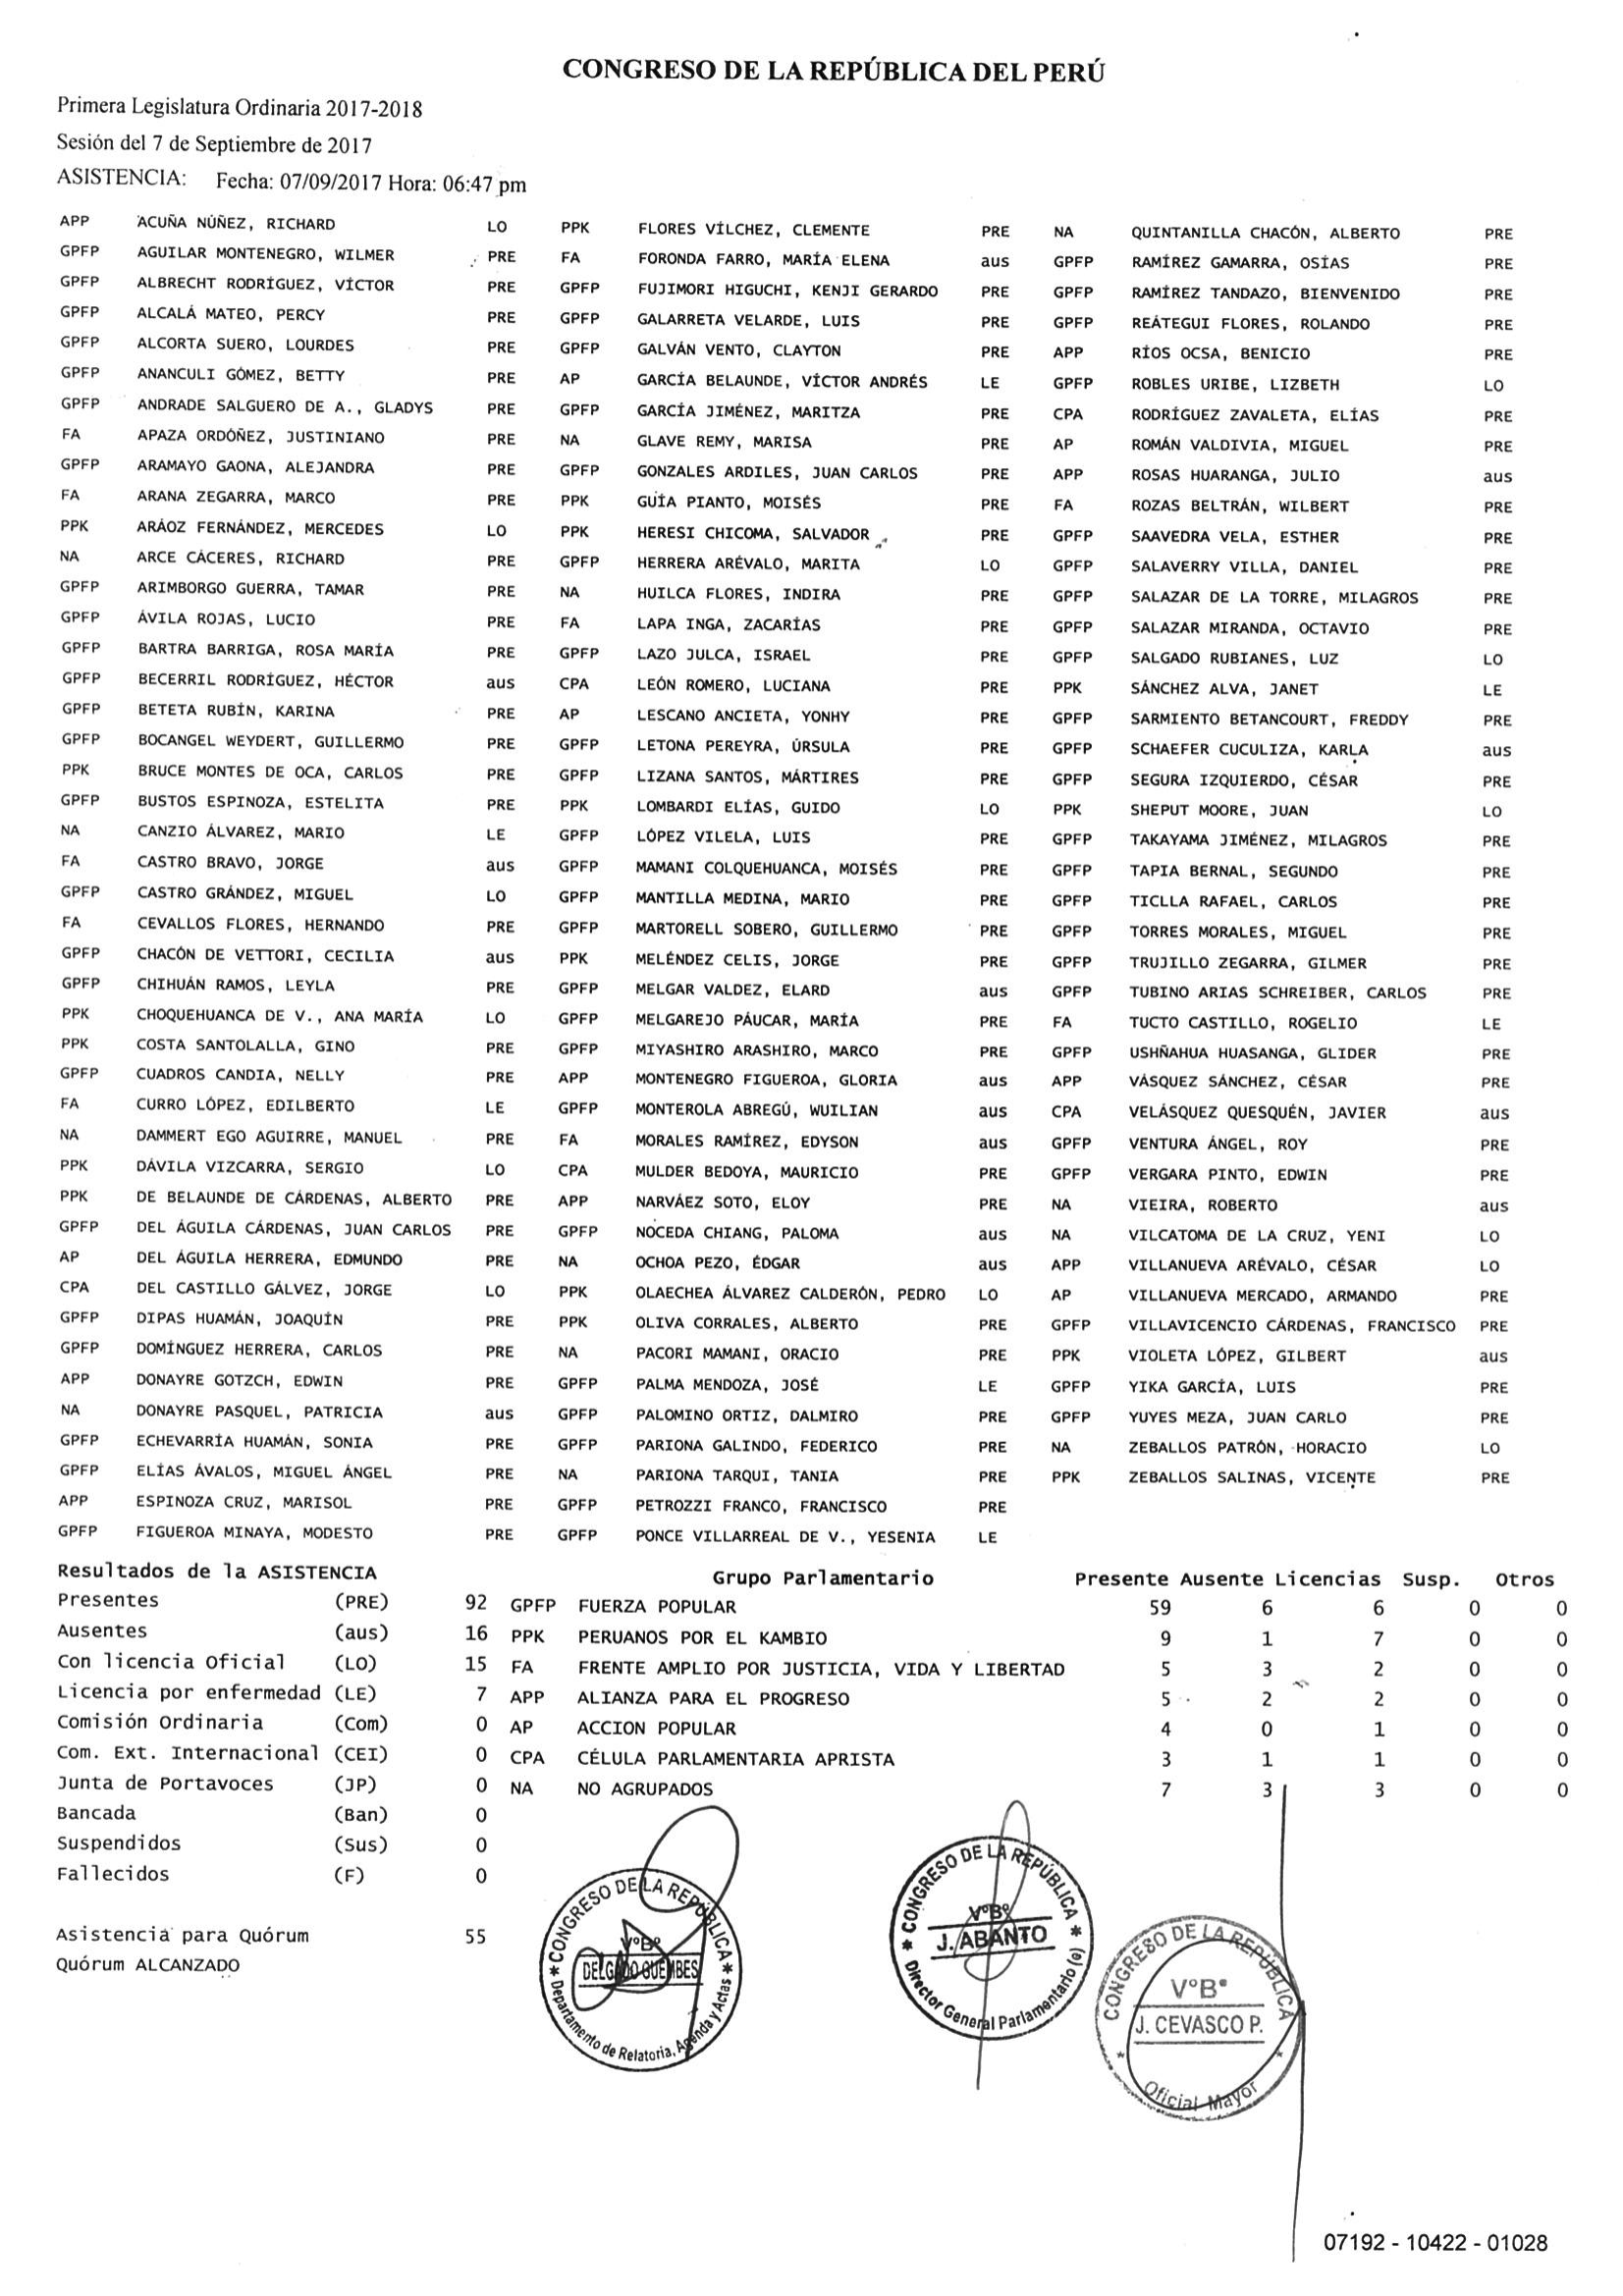 CONGRESO DE LA REPÚBLICA DEL PERÚ
Primera Legislatura Ordinaria 2017-2018
Sesión del 7 de Septiembre de 2017
ASISTENCIA: Fecha: 07/09/2017 Hora: 06:47 pm
APP ACUÑA NÚÑEZ, RICHARD LO PPK FLORES VÍLCHEZ, CLEMENTE PRE NA QUINTANILLA CHACÓN, ALBERTO PRE
GPFP AGUILAR MONTENEGRO, WILMER PRE FA FORONDA FARRO, MARÍA ELENA aus GPFP RAMÍREZ GAMARRA, OSÍAS PRE
GPFP ALBRECHT RODRÍGUEZ, VÍCTOR PRE GPFP FUJIMORI HIGUCHI, KENJI GERARDO PRE GPFP RAMÍREZ TANDAZO, BIENVENIDO PRE
GPFP ALCALÁ MATEO, PERCY PRE GPFP GALARRETA VELARDE, LUIS PRE GPFP REÁTEGUI FLORES, ROLANDO PRE
GPFP ALCORTA SUERO, LOURDES PRE GPFP GALVÁN VENTO, CLAYTON PRE APP RÍOS OCSA, BENICIO PRE
GPFP ANANCULI GÓMEZ, BETTY PRE AP GARCÍA BELAUNDE, VÍCTOR ANDRÉS LE GPFP ROBLES URIBE, LIZBETH LO
GPFP ANDRADE SALGUERO DE A., GLADYS PRE GPFP GARCÍA JIMÉNEZ, MARITZA PRE CPA RODRÍGUEZ ZAVALETA, ELÍAS PRE
FA APAZA ORDÓÑEZ, JUSTINIANO PRE NA GLAVE REMY, MARISA PRE AP ROMÁN VALDIVIA, MIGUEL PRE
GPFP ARAMAYO GAONA, ALEJANDRA PRE GPFP GONZALES ARDILES, JUAN CARLOS PRE APP ROSAS HUARANGA, JULIO aus
FA ARANA ZEGARRA, MARCO PRE PPK GUÍA PIANTO, MOISÉS PRE FA ROZAS BELTRÁN, WILBERT PRE
PPK ARÁOZ FERNÁNDEZ, MERCEDES LO PPK HERESI CHICOMA, SALVADOR PRE GPFP SAAVEDRA VELA, ESTHER PRE
NA ARCE CÁCERES, RICHARD PRE GPFP HERRERA ARÉVALO, MARITA LO GPFP SALAVERRY VILLA, DANIEL PRE
GPFP ARIMBORGO GUERRA, TAMAR PRE NA HUILCA FLORES, INDIRA PRE GPFP SALAZAR DE LA TORRE, MILAGROS PRE
GPFP ÁVILA ROJAS, LUCIO PRE FA LAPA INGA, ZACARÍAS PRE GPFP SALAZAR MIRANDA, OCTAVIO PRE
GPFP BARTRA BARRIGA, ROSA MARÍA PRE GPFP LAZO JULCA, ISRAEL PRE GPFP SALGADO RUBIANES, LUZ LO
GPFP BECERRIL RODRÍGUEZ, HÉCTOR aus CPA LEÓN ROMERO, LUCIANA PRE PPK SÁNCHEZ ALVA, JANET LE
GPFP BETETA RUBÍN, KARINA PRE AP LESCANO ANCIETA, YONHY PRE GPFP SARMIENTO BETANCOURT, FREDDY PRE
GPFP BOCANGEL WEYDERT, GUILLERMO PRE GPFP LETONA PEREYRA, ÚRSULA PRE GPFP SCHAEFER CUCULIZA, KARLA aus
PPK BRUCE MONTES DE OCA, CARLOS PRE GPFP LIZANA SANTOS, MÁRTIRES PRE GPFP SEGURA IZQUIERDO, CÉSAR PRE
GPFP BUSTOS ESPINOZA, ESTELITA PRE PPK LOMBARDI ELÍAS, GUIDO LO PPK SHEPUT MOORE, JUAN LO
NA CANZIO ÁLVAREZ, MARIO LE GPFP LÓPEZ VILELA, LUIS PRE GPFP TAKAYAMA JIMÉNEZ, MILAGROS PRE
FA CASTRO BRAVO, JORGE aus GPFP MAMANI COLQUEHUANCA, MOISÉS PRE GPFP TAPIA BERNAL, SEGUNDO PRE
GPFP CASTRO GRÁNDEZ, MIGUEL LO GPFP MANTILLA MEDINA, MARIO PRE GPFP TICLLA RAFAEL, CARLOS PRE
FA CEVALLOS FLORES, HERNANDO PRE GPFP MARTORELL SOBERO, GUILLERMO PRE GPFP TORRES MORALES, MIGUEL PRE
GPFP CHACÓN DE VETTORI, CECILIA aus PPK MELÉNDEZ CELIS, JORGE PRE GPFP TRUJILLO ZEGARRA, GILMER PRE
GPFP CHIHUÁN RAMOS, LEYLA PRE GPFP MELGAR VALDEZ, ELARD aus GPFP TUBINO ARIAS SCHREIBER, CARLOS PRE
PPK CHOQUEHUANCA DE V., ANA MARÍA LO GPFP MELGAREJO PÁUCAR, MARÍA PRE FA TUCTO CASTILLO, ROGELIO LE
PPK COSTA SANTOLALLA, GINO PRE GPFP MIYASHIRO ARASHIRO, MARCO PRE GPFP USHÑAHUA HUASANGA, GLIDER PRE
GPFP CUADROS CANDIA, NELLY PRE APP MONTENEGRO FIGUEROA, GLORIA aus APP VÁSQUEZ SÁNCHEZ, CÉSAR PRE
FA CURRO LÓPEZ, EDILBERTO LE GPFP MONTEROLA ABREGÚ, WUILIAN aus CPA VELÁSQUEZ QUESQUÉN, JAVIER aus
NA DAMMERT EGO AGUIRRE, MANUEL PRE FA MORALES RAMÍREZ, EDYSON aus GPFP VENTURA ÁNGEL, ROY PRE
PPK DÁVILA VIZCARRA, SERGIO LO CPA MULDER BEDOYA, MAURICIO PRE GPFP VERGARA PINTO, EDWIN PRE
PPK DE BELAUNDE DE CÁRDENAS, ALBERTO PRE APP NARVÁEZ SOTO, ELOY PRE NA VIEIRA, ROBERTO aus
GPFP DEL ÁGUILA CÁRDENAS, JUAN CARLOS PRE GPFP NOCEDA CHIANG, PALOMA aus NA VILCATOMA DE LA CRUZ, YENI LO
AP DEL ÁGUILA HERRERA, EDMUNDO PRE NA OCHOA PEZO, ÉDGAR aus APP VILLANUEVA ARÉVALO, CÉSAR LO
CPA DEL CASTILLO GÁLVEZ, JORGE LO PPK OLAECHEA ÁLVAREZ CALDERÓN, PEDRO LO AP VILLANUEVA MERCADO, ARMANDO PRE
GPFP DIPAS HUAMÁN, JOAQUÍN PRE PPK OLIVA CORRALES, ALBERTO PRE GPFP VILLAVICENCIO CÁRDENAS, FRANCISCO PRE
GPFP DOMÍNGUEZ HERRERA, CARLOS PRE NA PACORI MAMANI, ORACIO PRE PPK VIOLETA LÓPEZ, GILBERT aus
APP DONAYRE GOTZCH, EDWIN PRE GPFP PALMA MENDOZA, JOSÉ LE GPFP YIKA GARCÍA, LUIS PRE
NA DONAYRE PASQUEL, PATRICIA aus GPFP PALOMINO ORTIZ, DALMIRO PRE GPFP YUYES MEZA, JUAN CARLO PRE
GPFP ECHEVARRÍA HUAMÁN, SONIA PRE GPFP PARIONA GALINDO, FEDERICO PRE NA ZEBALLOS PATRÓN, HORACIO LO
GPFP ELÍAS ÁVALOS, MIGUEL ÁNGEL PRE NA PARIONA TARQUI, TANIA PRE PPK ZEBALLOS SALINAS, VICENTE PRE
APP ESPINOZA CRUZ, MARISOL PRE GPFP PETROZZI FRANCO, FRANCISCO PRE
GPFP FIGUEROA MINAYA, MODESTO PRE GPFP PONCE VILLARREAL DE V., YESENIA LE
Resultados de la ASISTENCIA Grupo Parlamentario Presente Ausente Licencias Susp. Otros
Presentes (PRE) 92 GPFP FUERZA POPULAR 59 6 6 0 0
Ausentes (aus) 16 PPK PERUANOS POR EL KAMBIO 9 1 7 0 0
Con licencia Oficial (LO) 15 FA FRENTE AMPLIO POR JUSTICIA, VIDA Y LIBERTAD 5 3 2 0 0
Licencia por enfermedad (LE) 7 APP ALIANZA PARA EL PROGRESO 5 2 2 0 0
Comisión Ordinaria (Com) 0 AP ACCION POPULAR 4 0 1 0 0
Com. Ext. Internacional (CEI) 0 CPA CÉLULA PARLAMENTARIA APRISTA 3 1 1 0 0
Junta de Portavoces (JP) 0 NA NO AGRUPADOS 7 3 3 0 0
Bancada (Ban) 0
Suspendidos (Sus) 0
Fallecidos (F) 0
Asistencia para Quórum 55
Quórum ALCANZADO
* CONGRESO DE LA REPÚBLICA *
V°B°
DELGADO GUEMBES
Departamento de Relatoria, Agenda y Actas
* CONGRESO DE LA REPÚBLICA *
V°B°
J. ABANTO
Director General Parlamentario (e)
CONGRESO DE LA REPÚBLICA
V°B°
J. CEVASCO P.
* Oficial Mayor *
07192 - 10422 - 01028